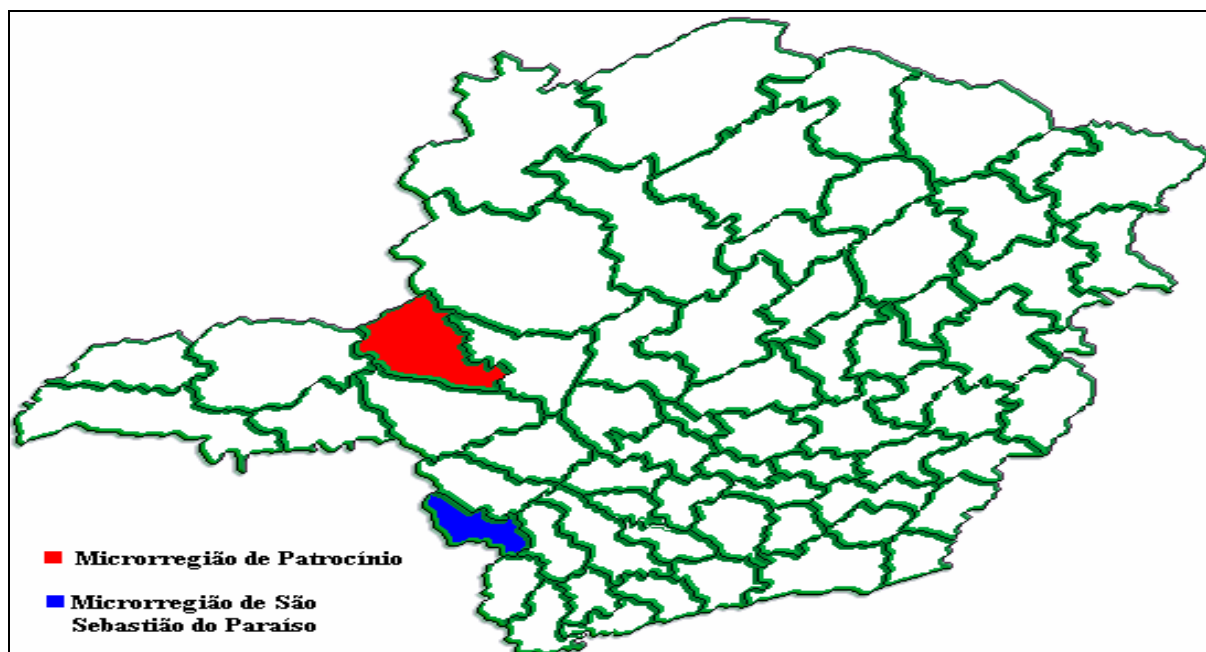 Microrregião de Patrocínio
Microrregião de São
Sebastião do Paraíso